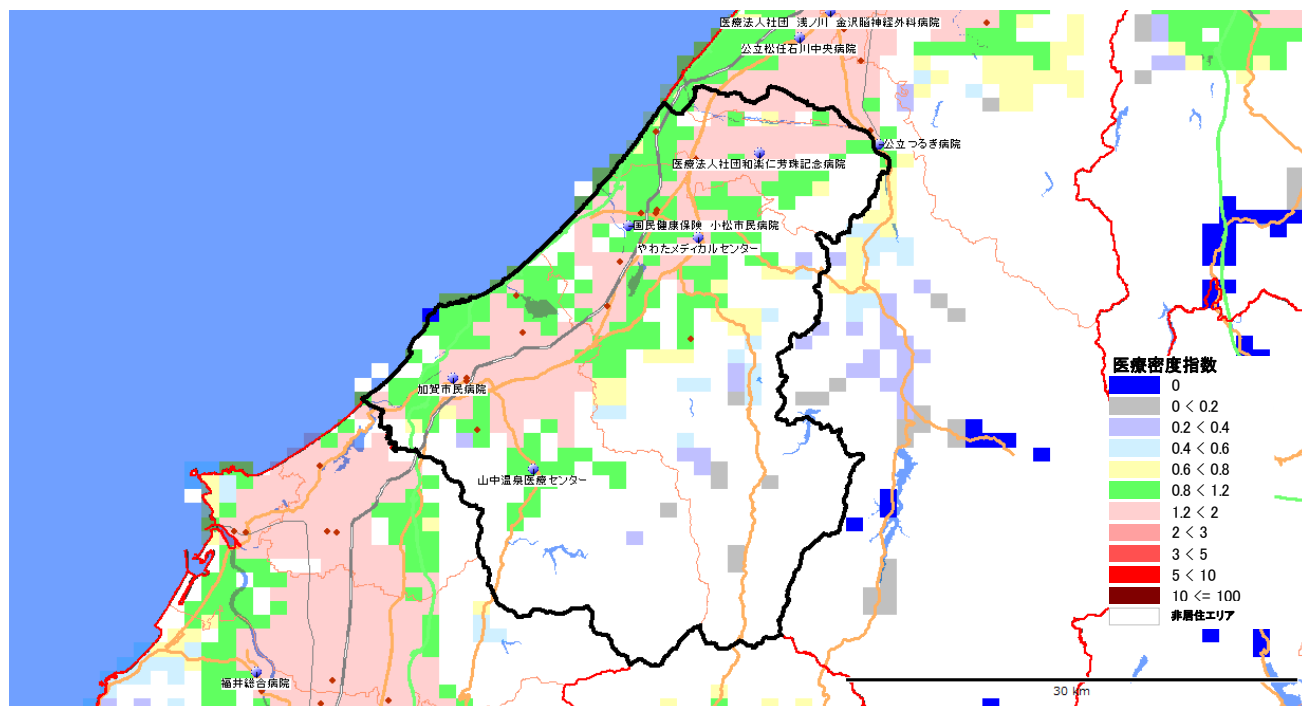 医療法人社団 浅ノ川 金沢脳神経外科病院
公立松任石川中央病院
公立つるぎ病院
医療法人社団和楽仁芳珠記念病院
国民健康保険 小松市民病院
やわたメディカルセンター
加賀市民病院
山中温泉医療センター
福井総合病院
医療密度指数
0
0 < 0.2
0.2 < 0.4
0.4 < 0.6
0.6 < 0.8
0.8 < 1.2
1.2 < 2
2 < 3
3 < 5
5 < 10
10 <= 100
非居住エリア
30 km